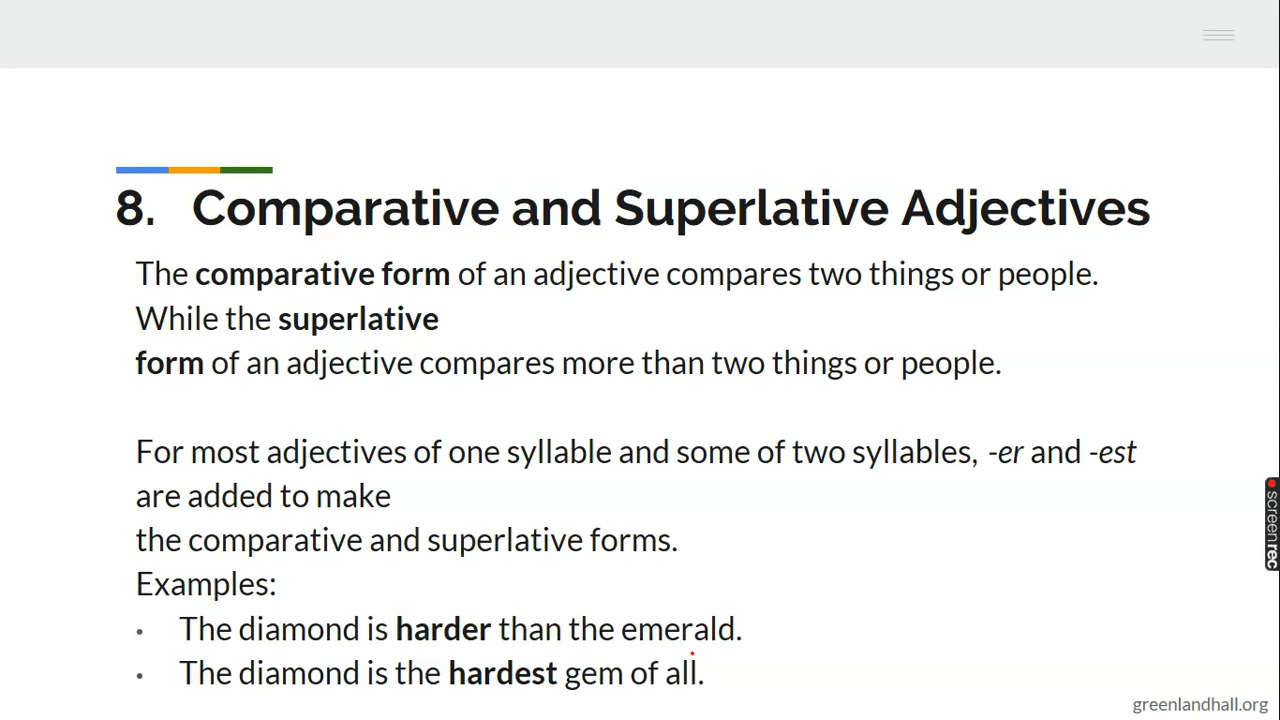 8. Comparative and Superlative Adjectives
The comparative form of an adjective compares two things or people.
While the superlative
form of an adjective compares more than two things or people.
For most adjectives of one syllable and some of two syllables, -er and -est
are added to make
the comparative and superlative forms.
Examples:
• The diamond is harder than the emerald.
• The diamond is the hardest gem of all.
screenrec
greenlandhall.org